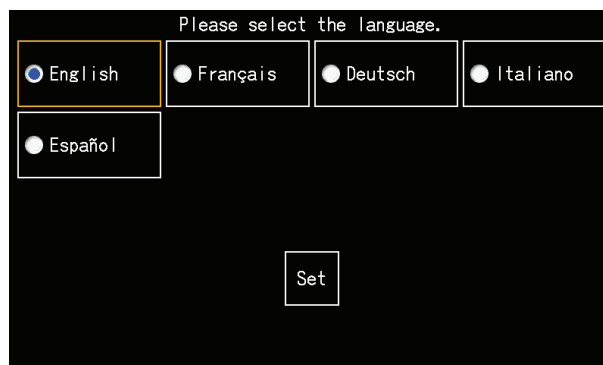 Please select the language.
English Français Deutsch Italiano
Español
Set